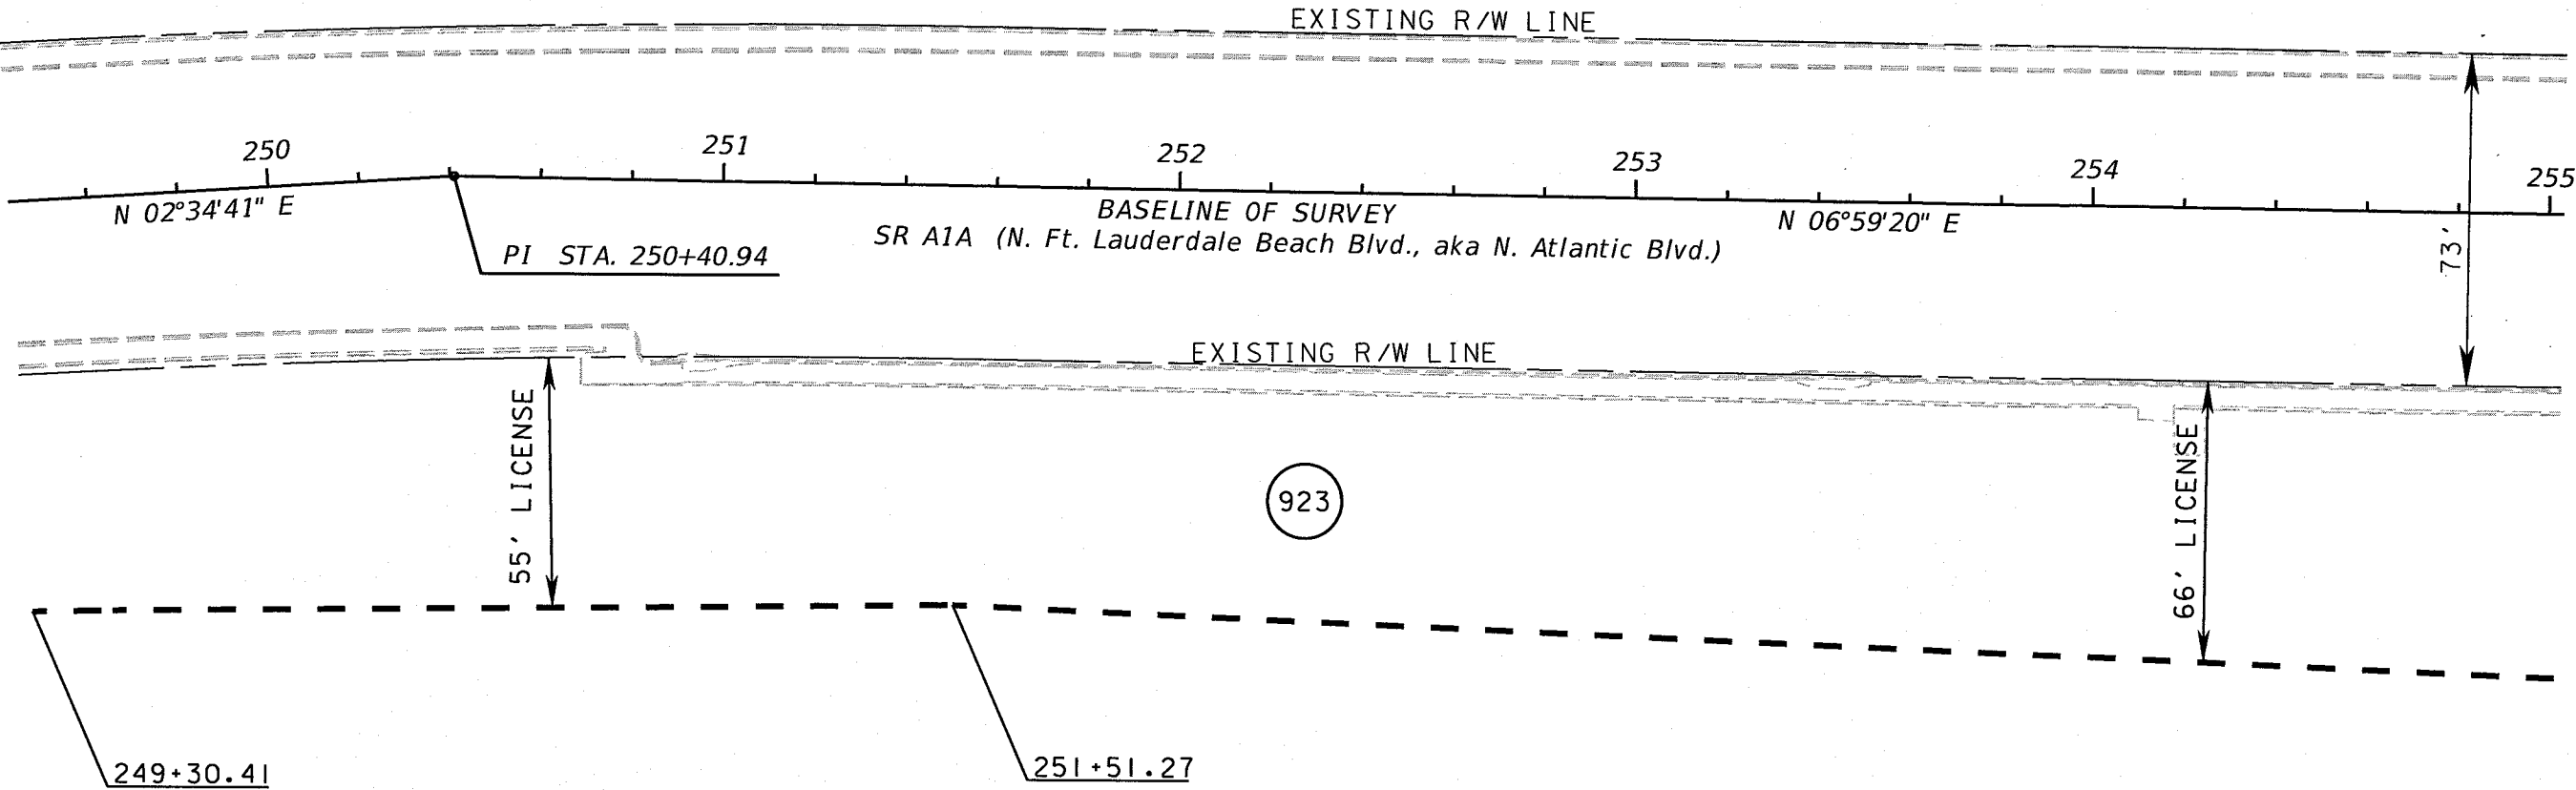 EXISTING R/W LINE
250
251
252
253
254
255
N 02°34'41" E
BASELINE OF SURVEY
N 06°59'20" E
SR A1A (N. Ft. Lauderdale Beach Blvd., aka N. Atlantic Blvd.)
PI STA. 250+40.94
73'
EXISTING R/W LINE
55' LICENSE
923
66' LICENSE
249+30.41
251+51.27